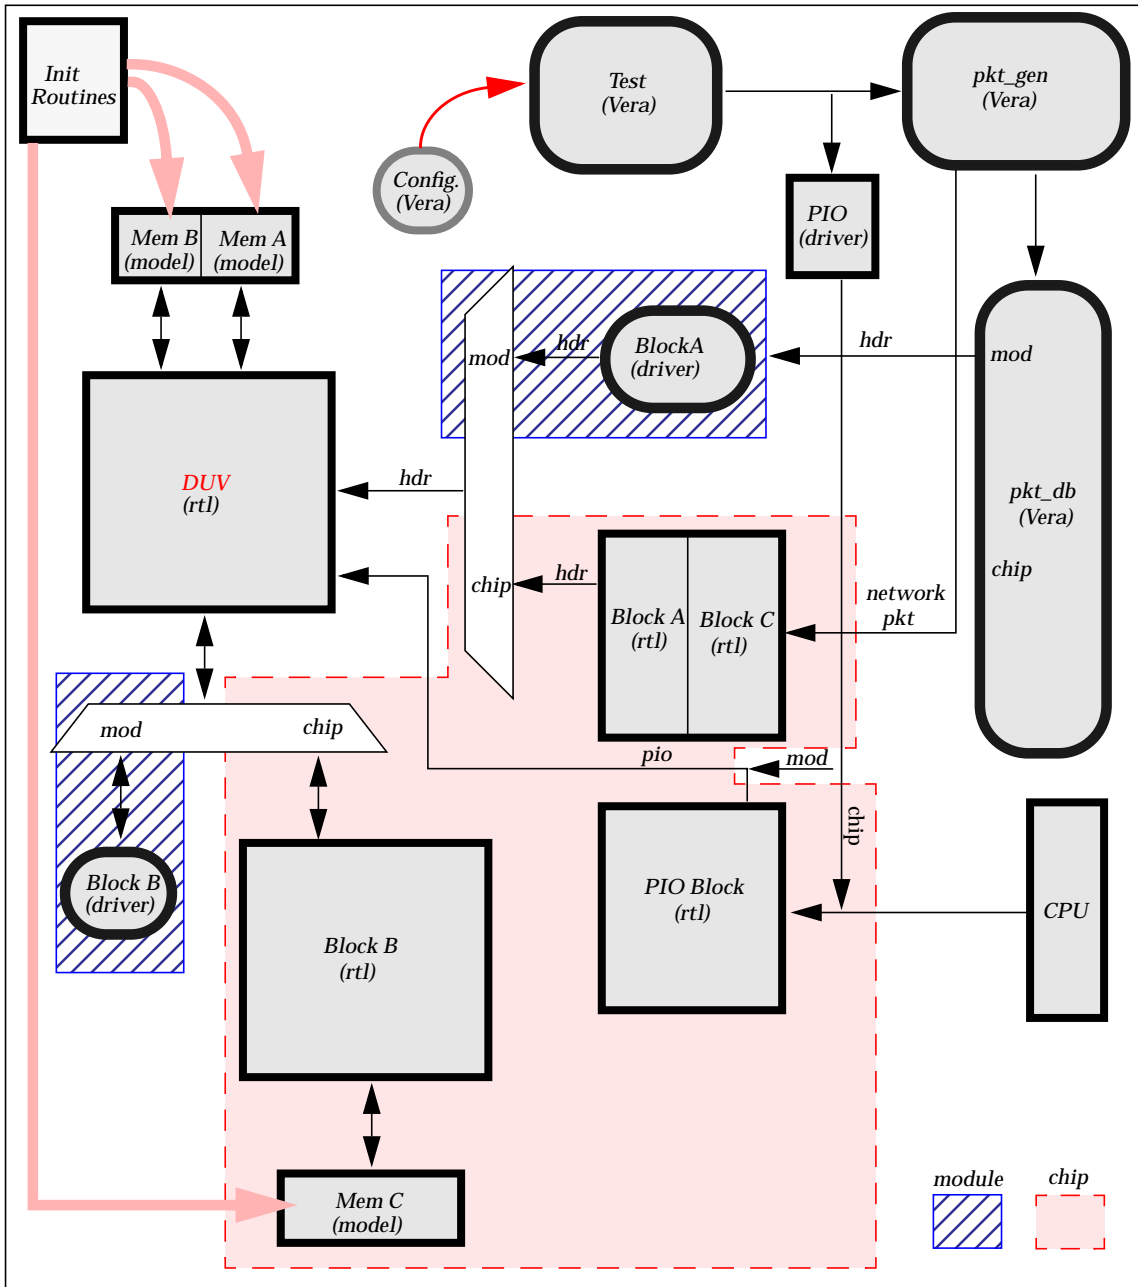 Init
Routines
Test
(Vera)
pkt_gen
(Vera)
Config.
(Vera)
PIO
(driver)
Mem B
(model)
Mem A
(model)
mod
hdr
BlockA
(driver)
hdr
mod
DUV
(rtl)
hdr
pkt_db
(Vera)
chip
chip
hdr
Block A
(rtl)
Block C
(rtl)
network
pkt
mod
chip
pio
mod
chip
Block B
(driver)
PIO Block
(rtl)
CPU
Block B
(rtl)
Mem C
(model)
module
chip